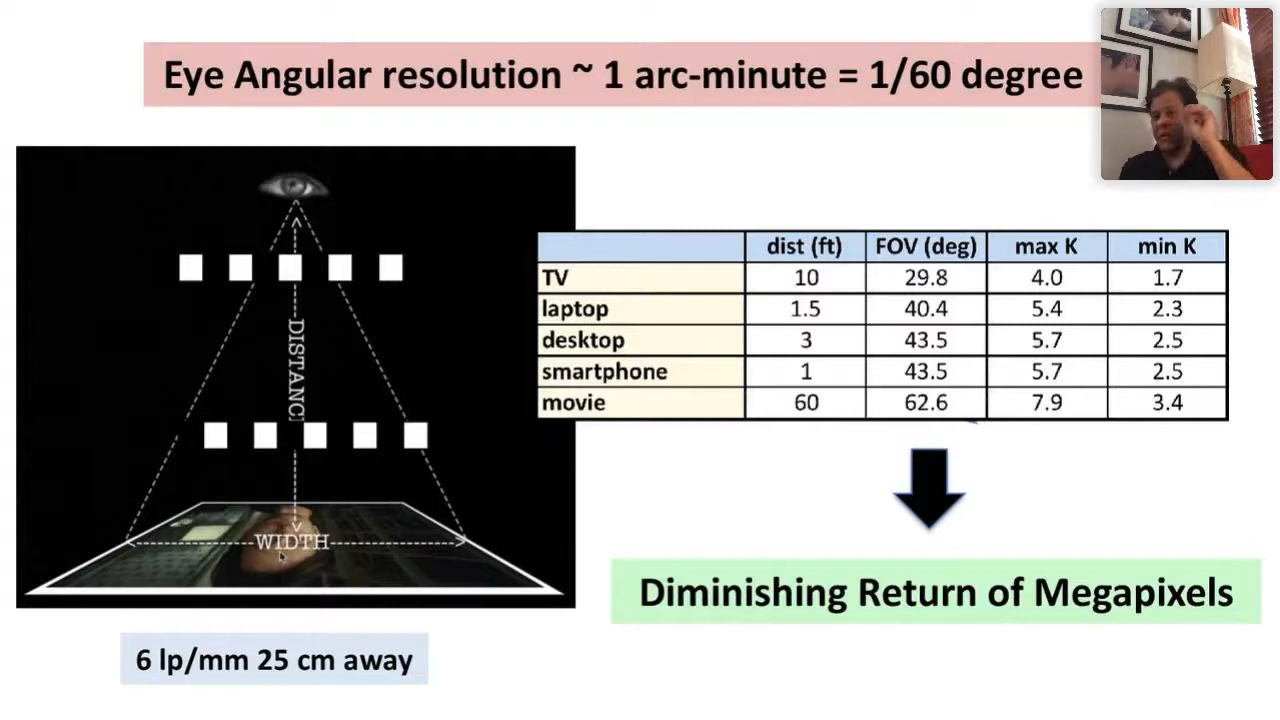 Eye Angular resolution ~ 1 arc-minute = 1/60 degree
DISTANC
WIDTH
dist (ft) FOV (deg) max K min K
TV 10 29.8 4.0 1.7
laptop 1.5 40.4 5.4 2.3
desktop 3 43.5 5.7 2.5
smartphone 1 43.5 5.7 2.5
movie 60 62.6 7.9 3.4
Diminishing Return of Megapixels
6 lp/mm 25 cm away